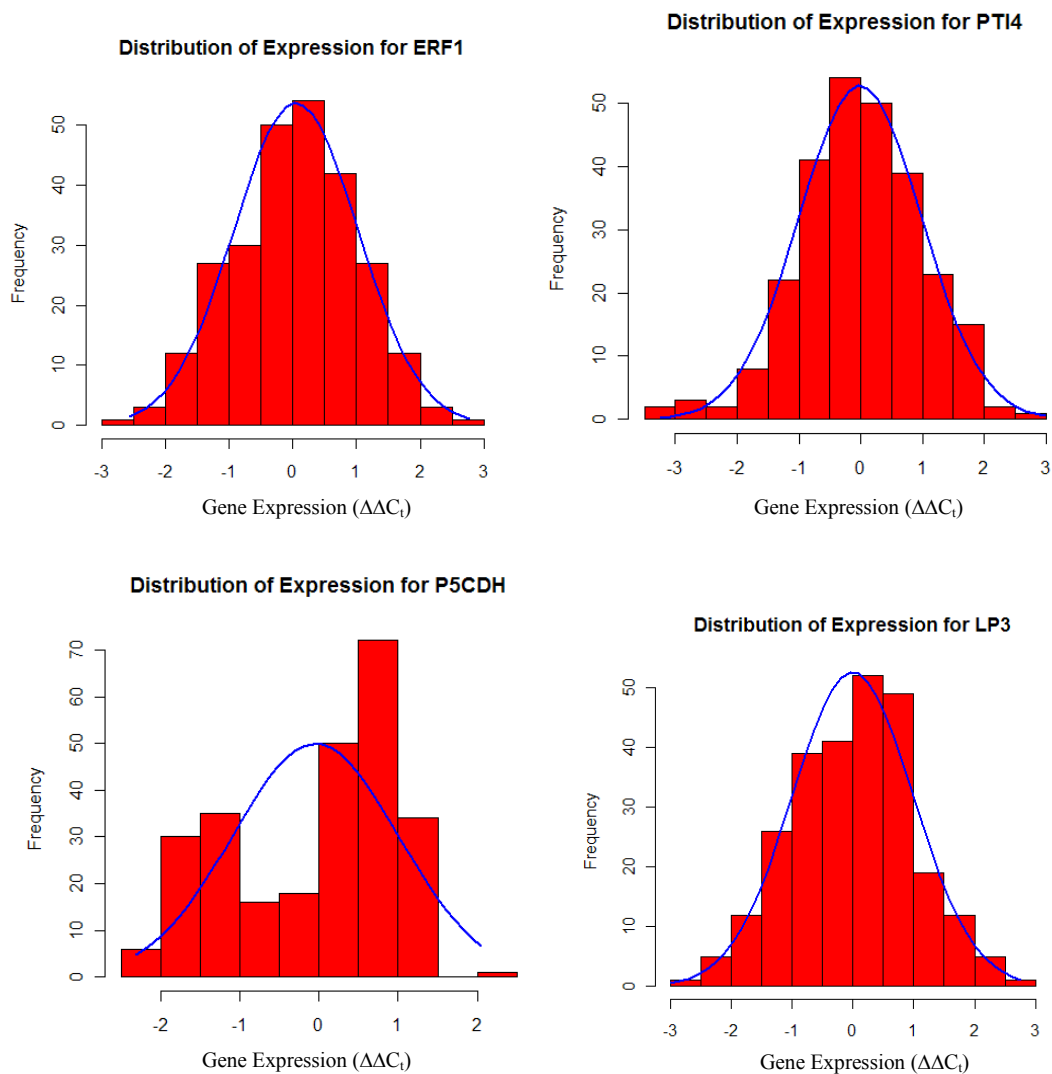 Distribution of Expression for ERF1
Frequency
50
40
30
20
10
0
-3 -2 -1 0 1 2 3
Gene Expression (ΔΔCt)
Distribution of Expression for PTI4
Frequency
50
40
30
20
10
0
-3 -2 -1 0 1 2 3
Gene Expression (ΔΔCt)
Distribution of Expression for P5CDH
Frequency
70
60
50
40
30
20
10
0
-2 -1 0 1 2
Gene Expression (ΔΔCt)
Distribution of Expression for LP3
Frequency
50
40
30
20
10
0
-3 -2 -1 0 1 2 3
Gene Expression (ΔΔCt)